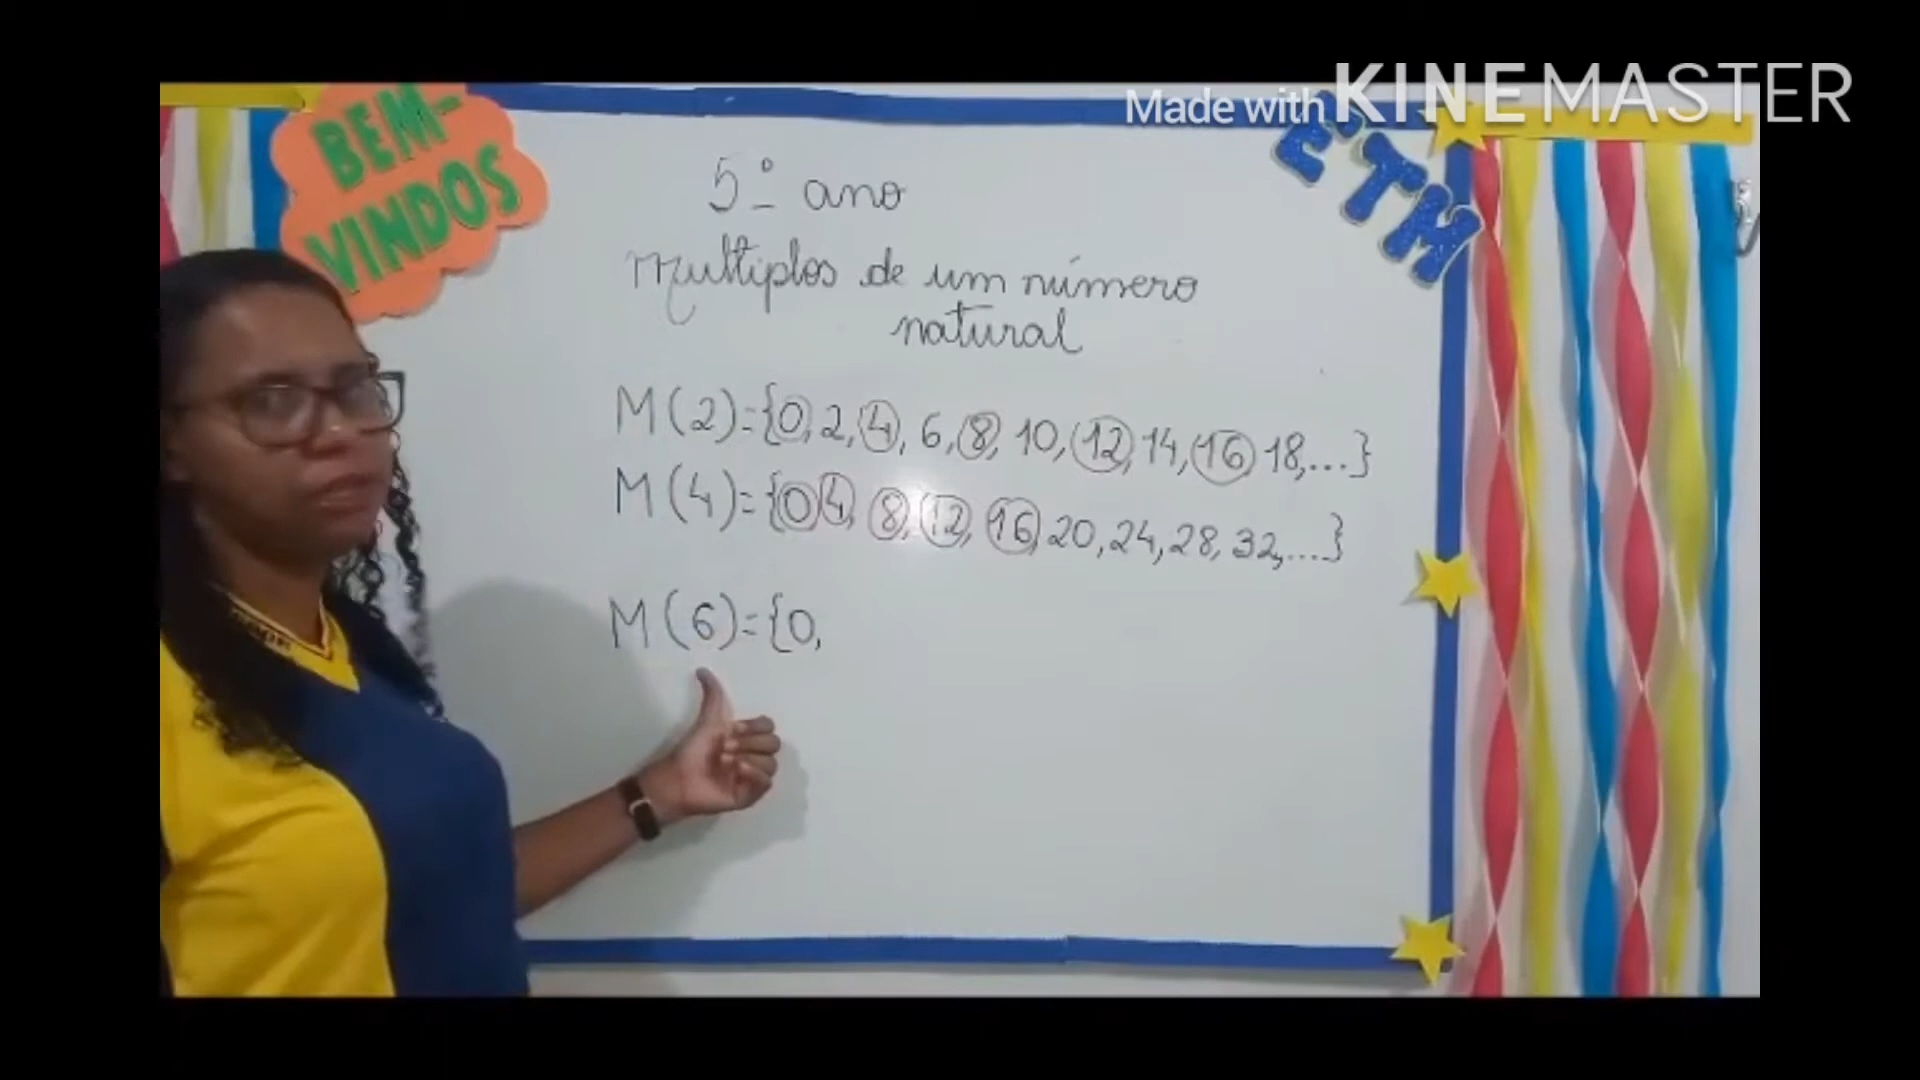 Made with KINEMASTER
BEM-
VINDOS
ETM
5º ano
Multiplos de um número
natural
M(2)={0, 2, 4, 6, 8, 10, 12, 14, 16, 18, ...}
M(4)={0, 4, 8, 12, 16, 20, 24, 28, 32, ....}
M(6)={0,